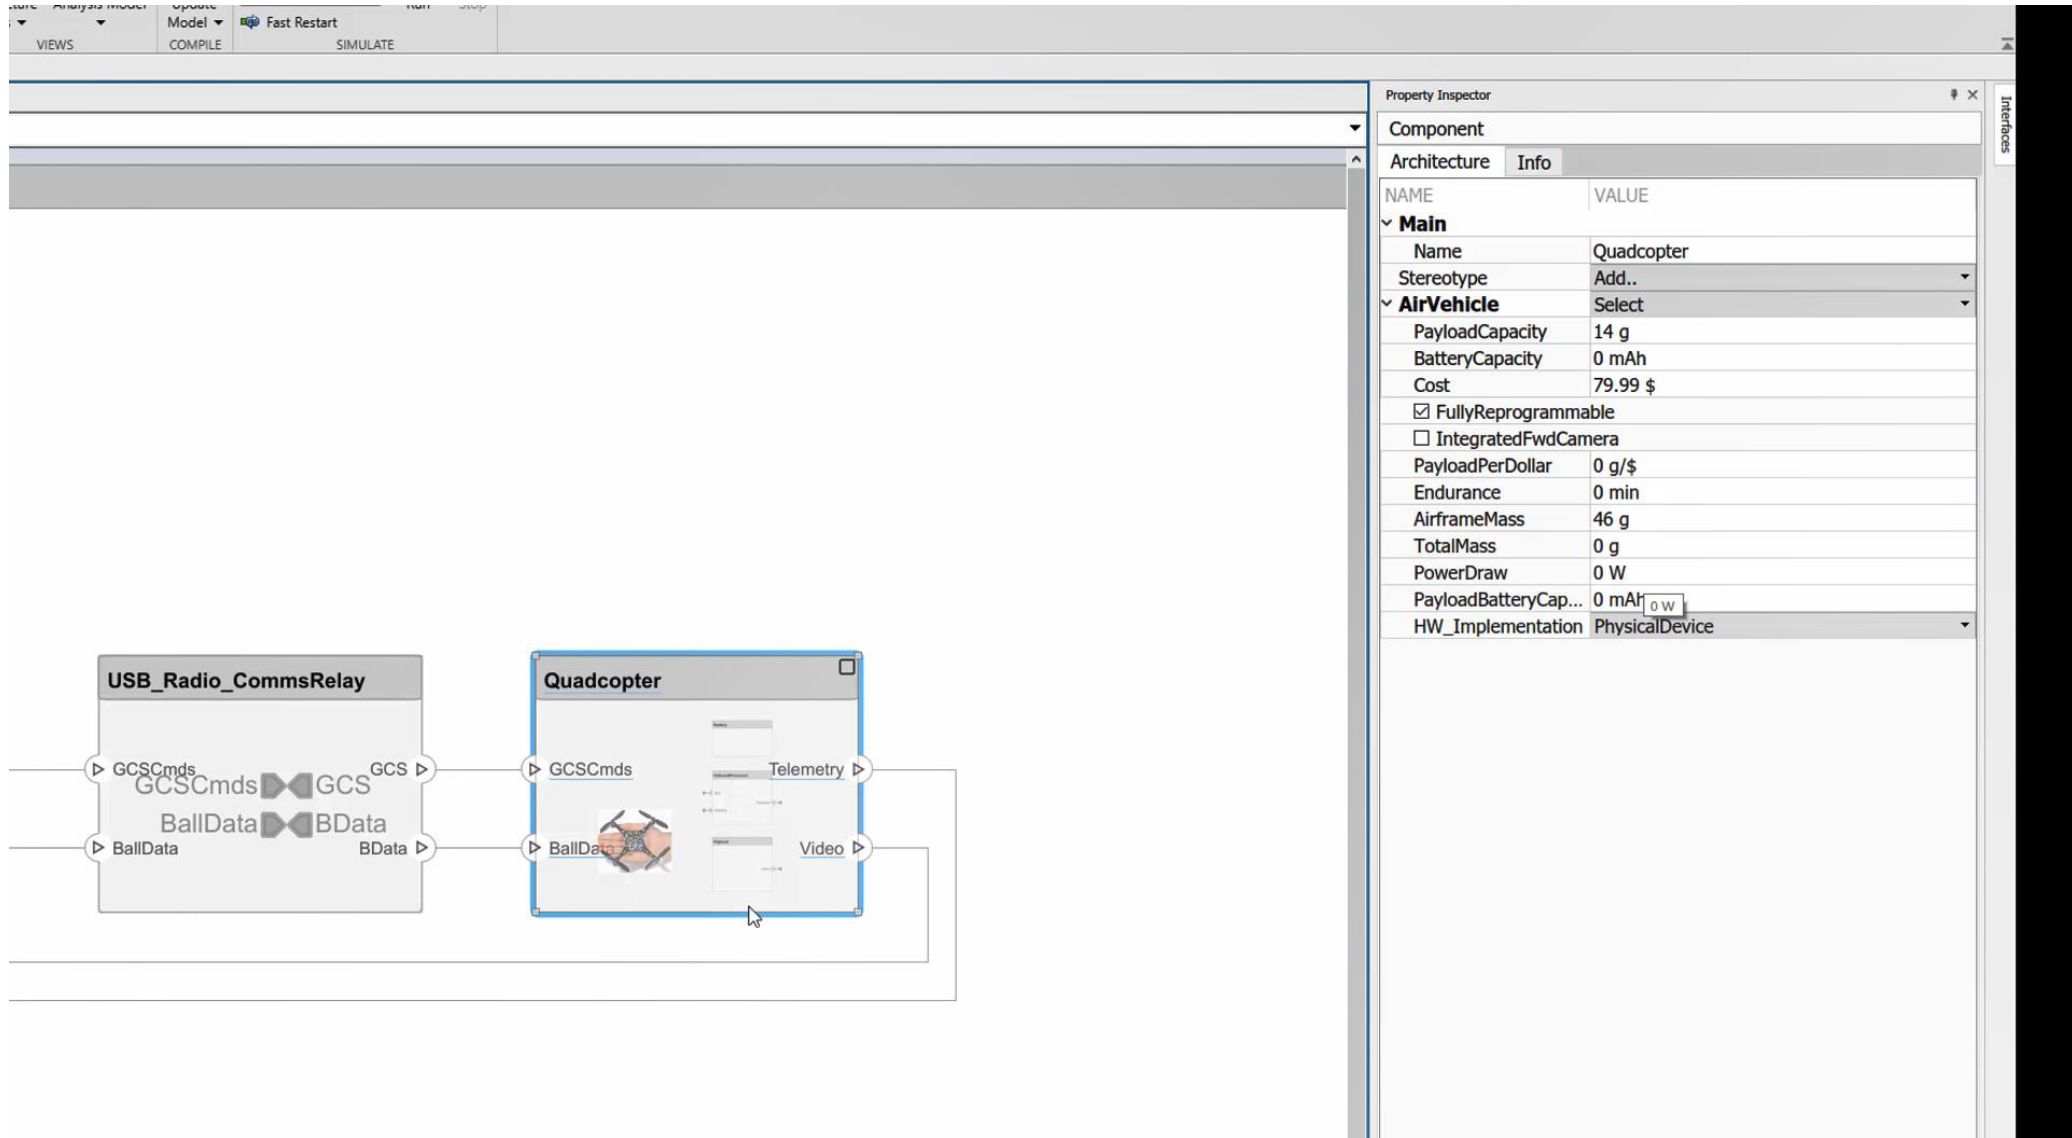 Analysis Model
Update
Run
Stop
Model
Fast Restart
VIEWS
COMPILE
SIMULATE
Property Inspector
Interfaces
Component
Architecture
Info
NAME
VALUE
Main
Name
Quadcopter
Stereotype
Add..
AirVehicle
Select
PayloadCapacity
14 g
BatteryCapacity
0 mAh
Cost
79.99 $
FullyReprogrammable
IntegratedFwdCamera
PayloadPerDollar
0 g/$
Endurance
0 min
AirframeMass
46 g
TotalMass
0 g
PowerDraw
0 W
PayloadBatteryCap...
0 mAh
0 W
HW_Implementation
PhysicalDevice
USB_Radio_CommsRelay
GCSCmds
GCS
GCSCmds
GCS
BallData
BData
BallData
BData
Quadcopter
GCSCmds
Telemetry
BallData
Video